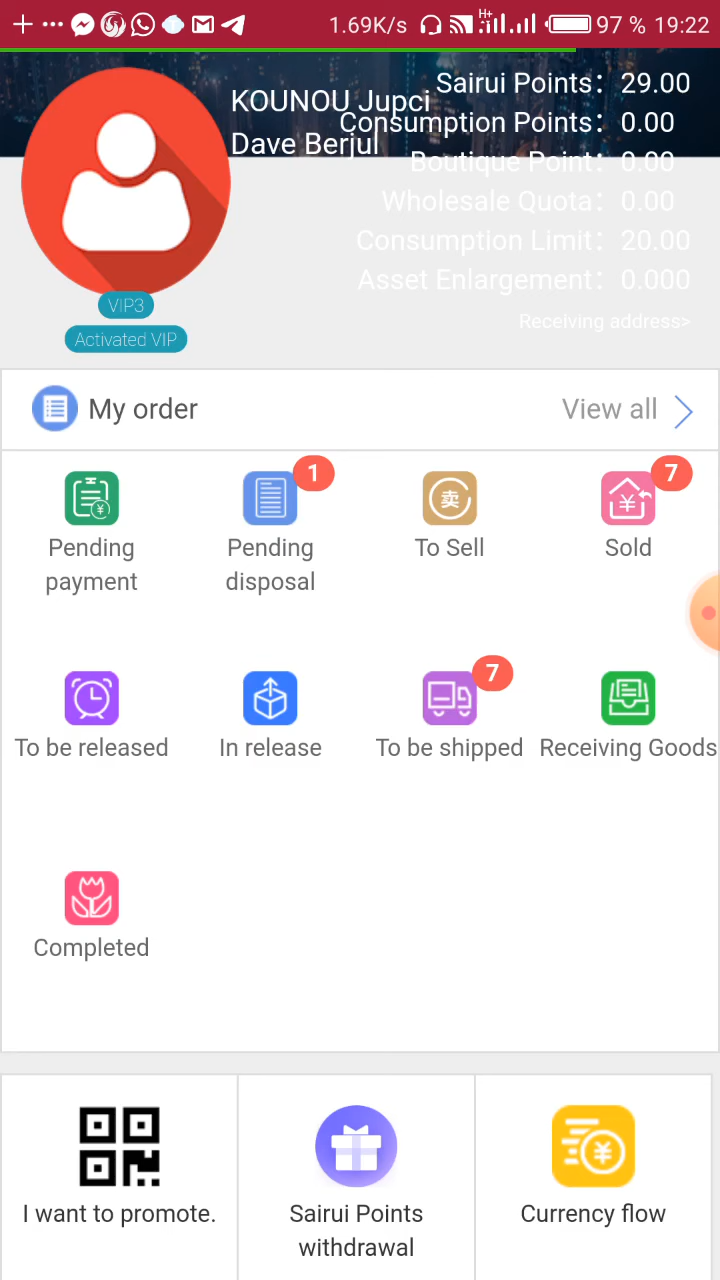 1.69K/s H+ 97 % 19:22
KOUNOU Jupci
Dave Berjul
Sairui Points： 29.00
Consumption Points： 0.00
Boutique Point： 0.00
Wholesale Quota： 0.00
Consumption Limit： 20.00
Asset Enlargement： 0.000
Receiving address>
VIP3
Activated VIP
My order
View all
Pending payment
1
Pending disposal
卖
To Sell
7
Sold
To be released
In release
7
To be shipped
Receiving Goods
Completed
I want to promote.
Sairui Points
withdrawal
Currency flow